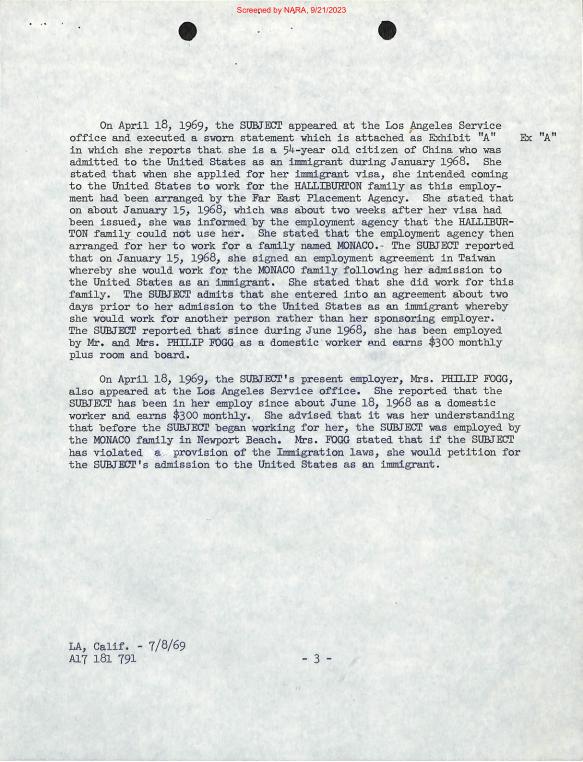 Screened by NARA, 9/21/2023
On April 18, 1969, the SUBJECT appeared at the Los Angeles Service
office and executed a sworn statement which is attached as Exhibit "A" Ex "A"
in which she reports that she is a 54-year old citizen of China who was
admitted to the United States as an immigrant during January 1968. She
stated that when she applied for her immigrant visa, she intended coming
to the United States to work for the HALLIBURTON family as this employ-
ment had been arranged by the Far East Placement Agency. She stated that
on about January 15, 1968, which was about two weeks after her visa had
been issued, she was informed by the employment agency that the HALLIBUR-
TON family could not use her. She stated that the employment agency then
arranged for her to work for a family named MONACO. The SUBJECT reported
that on January 15, 1968, she signed an employment agreement in Taiwan
whereby she would work for the MONACO family following her admission to
the United States as an immigrant. She stated that she did work for this
family. The SUBJECT admits that she entered into an agreement about two
days prior to her admission to the United States as an immigrant whereby
she would work for another person rather than her sponsoring employer.
The SUBJECT reported that since during June 1968, she has been employed
by Mr. and Mrs. PHILIP FOGG as a domestic worker and earns $300 monthly
plus room and board.
On April 18, 1969, the SUBJECT's present employer, Mrs. PHILIP FOGG,
also appeared at the Los Angeles Service office. She reported that the
SUBJECT has been in her employ since about June 18, 1968 as a domestic
worker and earns $300 monthly. She advised that it was her understanding
that before the SUBJECT began working for her, the SUBJECT was employed by
the MONACO family in Newport Beach. Mrs. FOGG stated that if the SUBJECT
has violated a provision of the Immigration laws, she would petition for
the SUBJECT's admission to the United States as an immigrant.
LA, Calif. - 7/8/69
A17 181 791 - 3 -